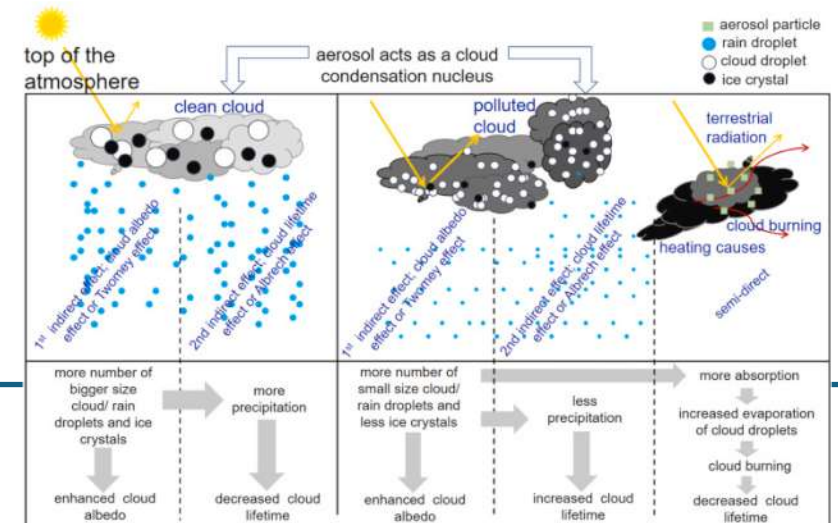 top of the
atmosphere
aerosol acts as a cloud
condensation nucleus
aerosol particle
rain droplet
cloud droplet
ice crystal
clean cloud
1st indirect effect; cloud albedo
effect or Twomey effect
2nd indirect effect; cloud lifetime
effect or Albrech effect
polluted
cloud
1st indirect effect; cloud albedo
effect or Twomey effect
2nd indirect effect; cloud lifetime
effect or Albrech effect
terrestrial
radiation
cloud burning
heating causes
semi-direct
more number of
bigger size
cloud/ rain
droplets and ice
crystals
more
precipitation
enhanced cloud
albedo
decreased cloud
lifetime
more number of
small size cloud/
rain droplets and
less ice crystals
less
precipitation
enhanced cloud
albedo
increased cloud
lifetime
more absorption
increased evaporation
of cloud droplets
cloud burning
decreased cloud
lifetime